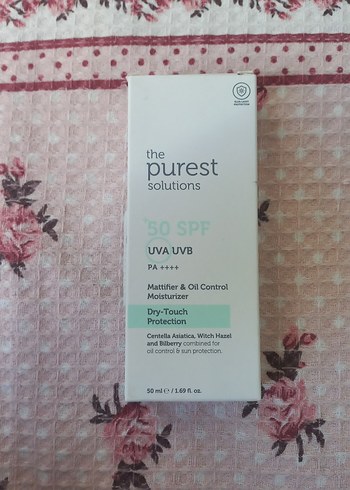 the
purest
solutions
50 SPF
UVA UVB
PA ++++
Mattifier & Oil Control
Moisturizer
Dry-Touch
Protection
Centella Asiatica, Witch Hazel
and Bilberry combined for
oil control & sun protection.
50 ml ℮ / 1.69 fl. oz.